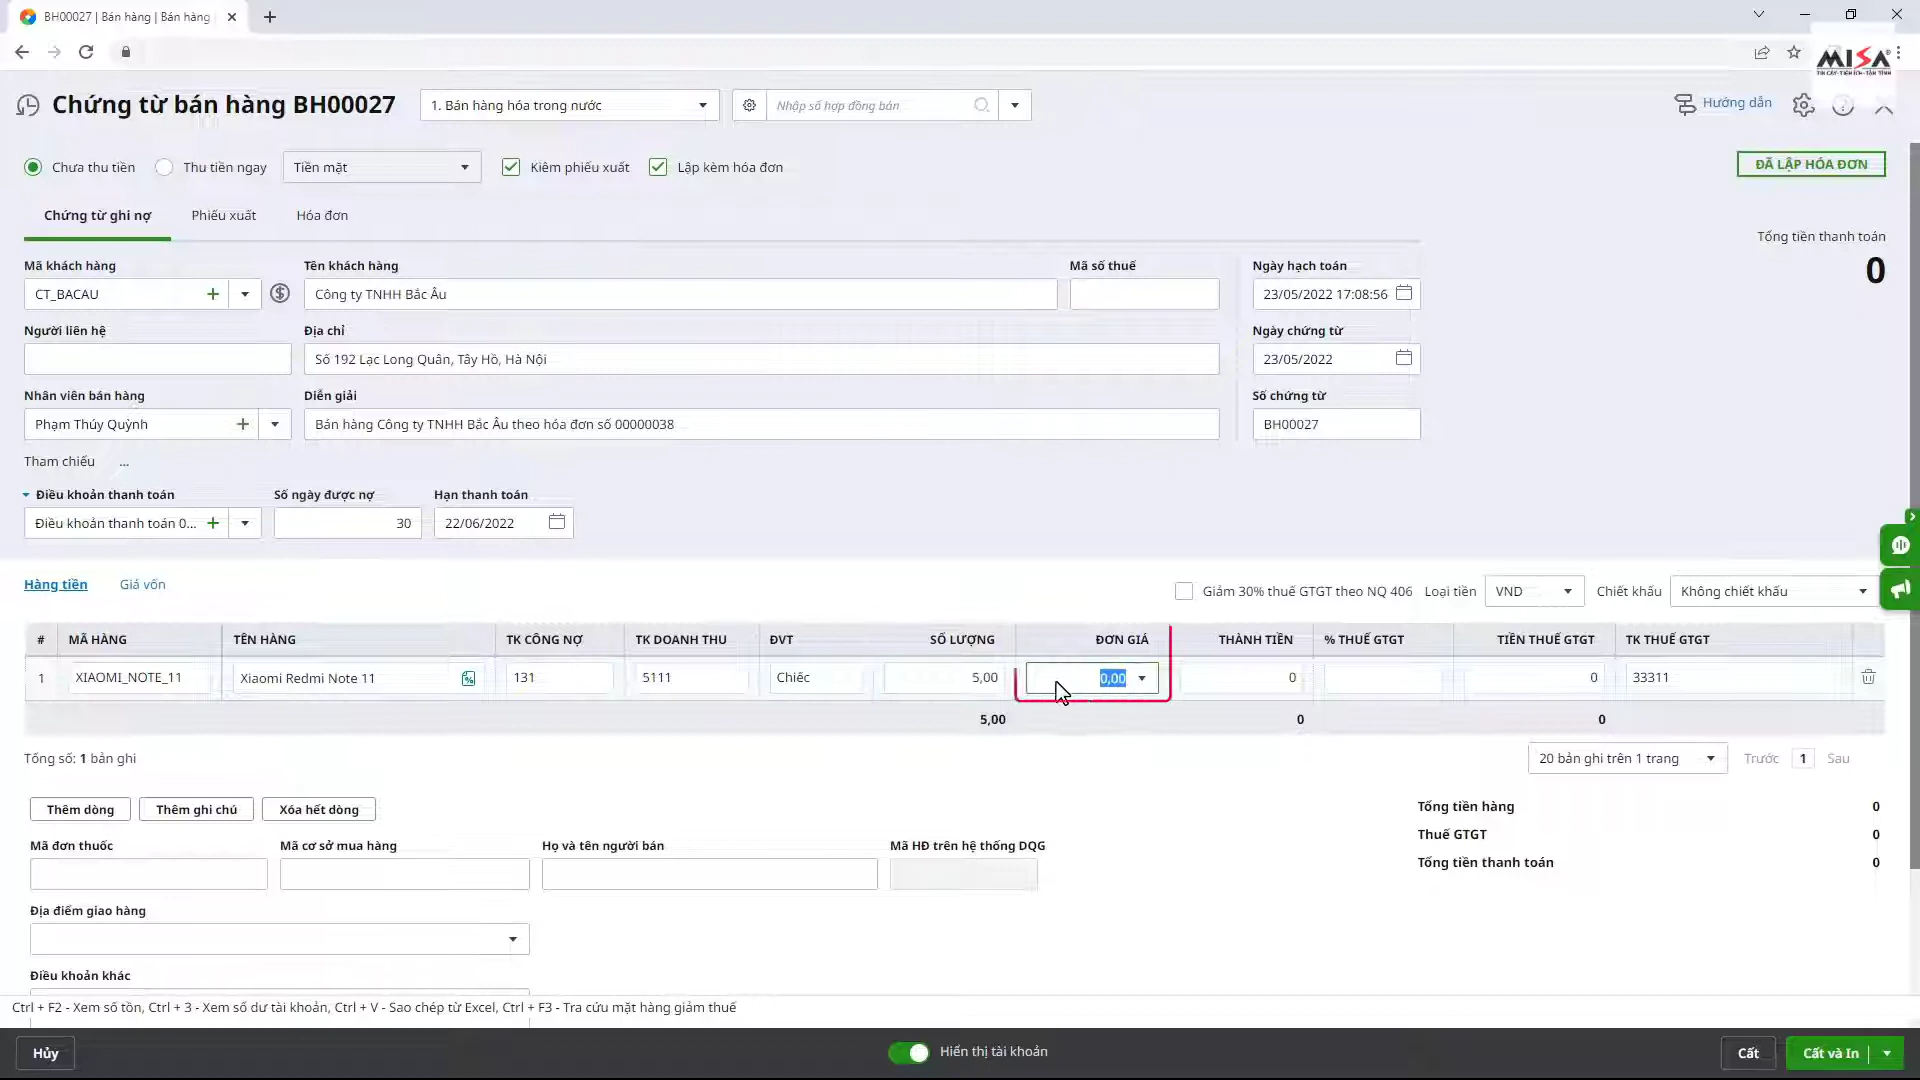 BH00027 | Bán hàng | Bán hàng
MISA
TIN CẬY-TIỆN ÍCH-TẬN TÌNH
Chứng từ bán hàng BH00027
1. Bán hàng hóa trong nước
Nhập số hợp đồng bán
Hướng dẫn
Chưa thu tiền
Thu tiền ngay
Tiền mặt
Kiêm phiếu xuất
Lập kèm hóa đơn
ĐÃ LẬP HÓA ĐƠN
Chứng từ ghi nợ
Phiếu xuất
Hóa đơn
Tổng tiền thanh toán
0
Mã khách hàng
Tên khách hàng
Mã số thuế
Ngày hạch toán
CT_BACAU
Công ty TNHH Bắc Âu
23/05/2022 17:08:56
Người liên hệ
Địa chỉ
Ngày chứng từ
Số 192 Lạc Long Quân, Tây Hồ, Hà Nội
23/05/2022
Nhân viên bán hàng
Diễn giải
Số chứng từ
Phạm Thúy Quỳnh
Bán hàng Công ty TNHH Bắc Âu theo hóa đơn số 00000038
BH00027
Tham chiếu ...
Điều khoản thanh toán
Số ngày được nợ
Hạn thanh toán
Điều khoản thanh toán 0...
30
22/06/2022
Hàng tiền
Giá vốn
Giảm 30% thuế GTGT theo NQ 406
Loại tiền
VND
Chiết khấu
Không chiết khấu
# MÃ HÀNG TÊN HÀNG TK CÔNG NỢ TK DOANH THU ĐVT SỐ LƯỢNG ĐƠN GIÁ THÀNH TIỀN % THUẾ GTGT TIỀN THUẾ GTGT TK THUẾ GTGT
1 XIAOMI_NOTE_11 Xiaomi Redmi Note 11 131 5111 Chiếc 5,00 0,00 0 0 33311
5,00 0 0
Tổng số: 1 bản ghi
20 bản ghi trên 1 trang
Trước 1 Sau
Thêm dòng
Thêm ghi chú
Xóa hết dòng
Tổng tiền hàng 0
Thuế GTGT 0
Tổng tiền thanh toán 0
Mã đơn thuốc
Mã cơ sở mua hàng
Họ và tên người bán
Mã HĐ trên hệ thống DQG
Địa điểm giao hàng
Điều khoản khác
Ctrl + F2 - Xem số tồn, Ctrl + 3 - Xem số dư tài khoản, Ctrl + V - Sao chép từ Excel, Ctrl + F3 - Tra cứu mặt hàng giảm thuế
Hủy
Hiển thị tài khoản
Cất
Cất và In